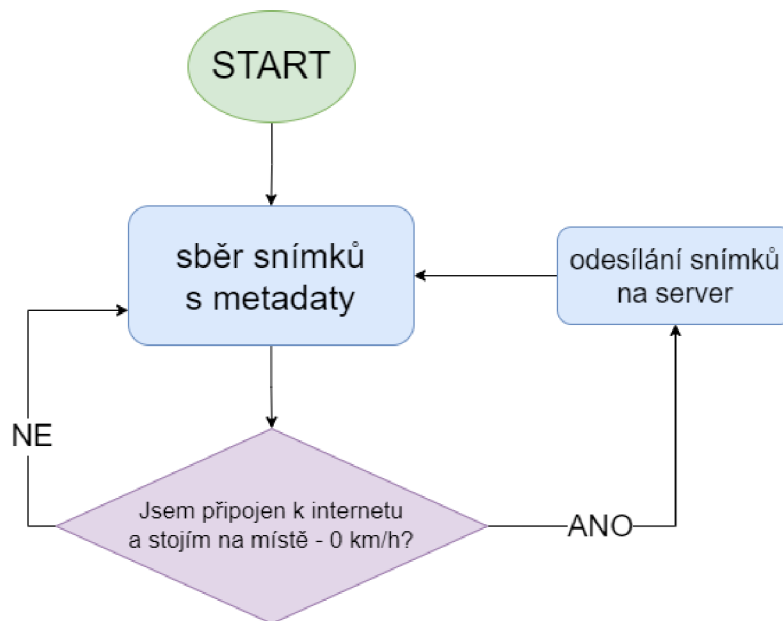 START
sběr snímků
s metadaty
odesílání snímků
na server
NE
Jsem připojen k internetu
a stojím na místě - 0 km/h?
ANO